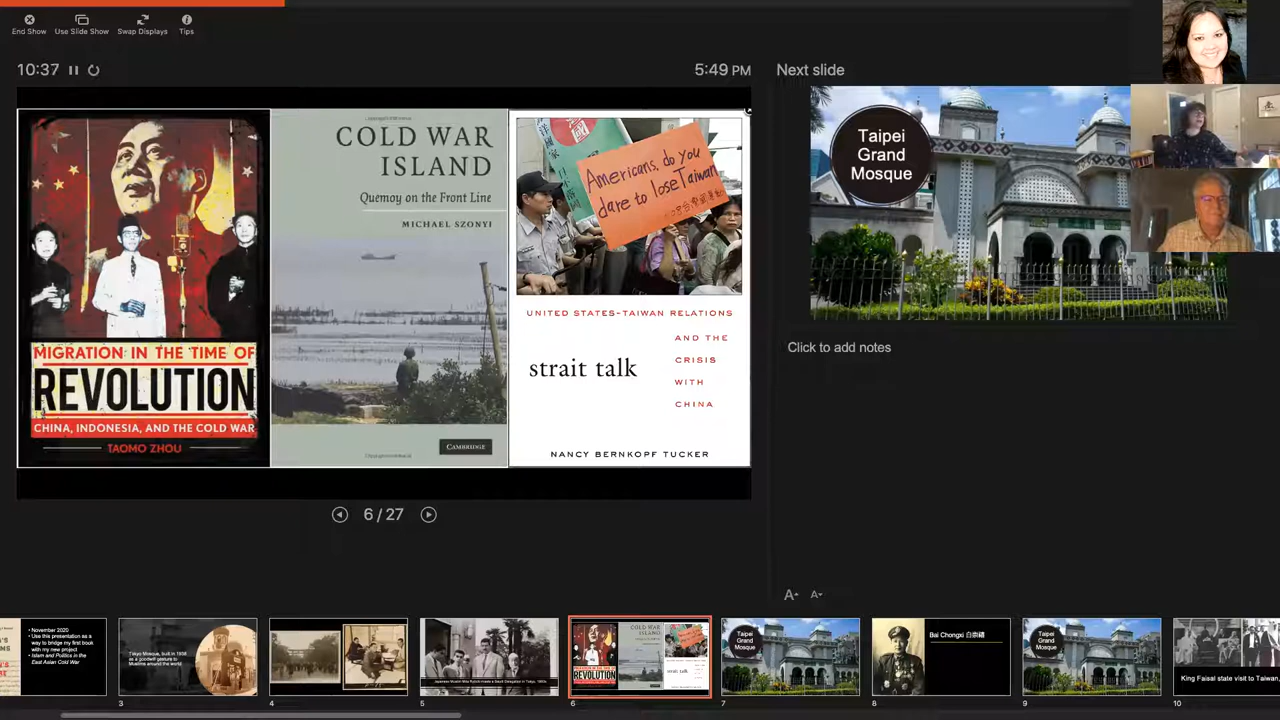 End Show
Use Slide Show
Swap Displays
Tips
10:37
5:49 PM
Next slide
MIGRATION IN THE TIME OF
REVOLUTION
CHINA, INDONESIA, AND THE COLD WAR
TAOMO ZHOU
COLD WAR
ISLAND
Quemoy on the Front Line
MICHAEL SZONYI
CAMBRIDGE
Americans, do you
dare to lose Taiwan
UNITED STATES–TAIWAN RELATIONS
AND THE
CRISIS
WITH
CHINA
strait talk
NANCY BERNKOPF TUCKER
Taipei
Grand
Mosque
Click to add notes
6 / 27
A
A
• November 2020
• Use this presentation as a
way to bridge my first book
with my new project
• Islam and Politics in the
East Asian Cold War
Tokyo Mosque, built in 1938
as a goodwill gesture to
Muslims around the world
COLD WAR
ISLAND
REVOLUTION
strait talk
Taipei
Grand
Mosque
Bai Chongxi 白崇禧
Taipei
Grand
Mosque
King Faisal state visit to Taiwan,
3
4
5
6
7
8
9
10